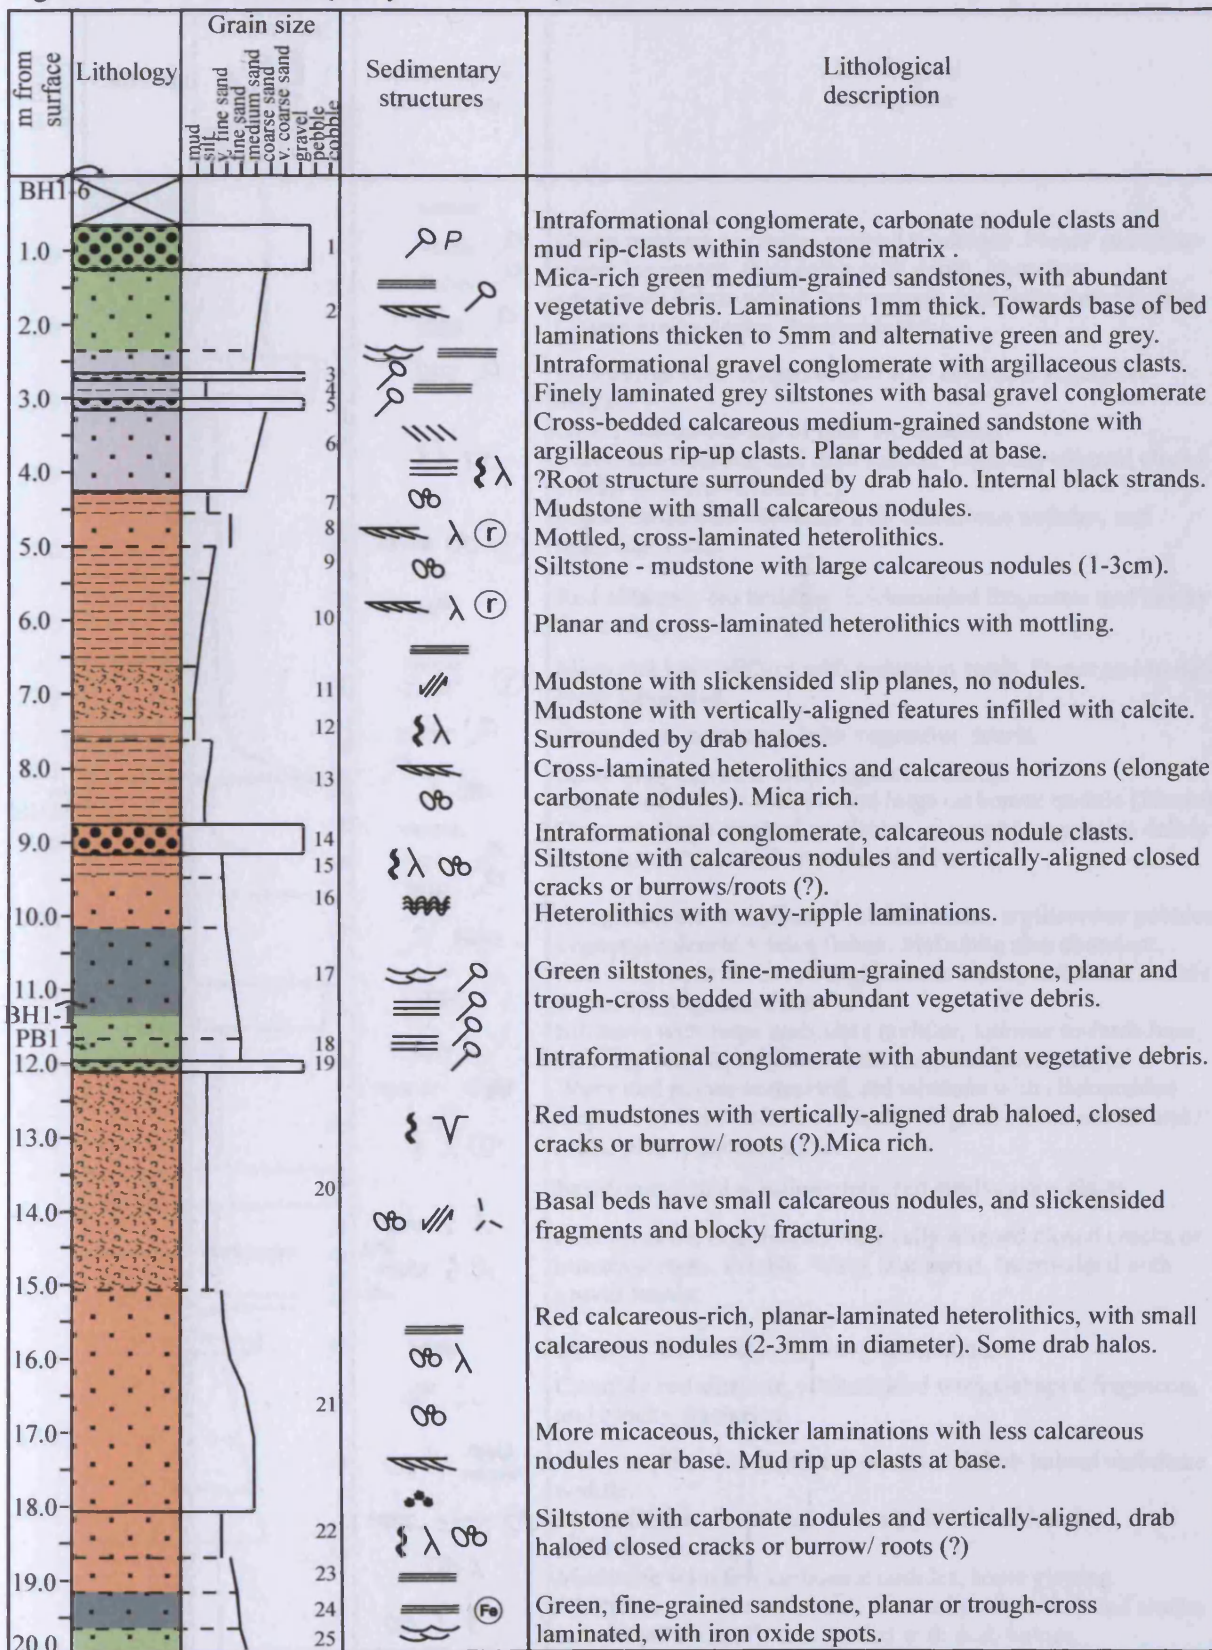 Grain size
m from
surface
Lithology
mud
silt
v. fine sand
fine sand
medium sand
coarse sand
v. coarse sand
gravel
pebble
cobble
Sedimentary
structures
Lithological
description
BH1-6
1.0
1
P
Intraformational conglomerate, carbonate nodule clasts and
mud rip-clasts within sandstone matrix .
2.0
2
Mica-rich green medium-grained sandstones, with abundant
vegetative debris. Laminations 1mm thick. Towards base of bed
laminations thicken to 5mm and alternative green and grey.
3
Intraformational gravel conglomerate with argillaceous clasts.
3.0
4
5
Finely laminated grey siltstones with basal gravel conglomerate
6
Cross-bedded calcareous medium-grained sandstone with
argillaceous rip-up clasts. Planar bedded at base.
4.0
λ
?Root structure surrounded by drab halo. Internal black strands.
7
Mudstone with small calcareous nodules.
8
λ r
Mottled, cross-laminated heterolithics.
5.0
9
Siltstone - mudstone with large calcareous nodules (1-3cm).
6.0
10
λ r
Planar and cross-laminated heterolithics with mottling.
7.0
11
Mudstone with slickensided slip planes, no nodules.
12
λ
Mudstone with vertically-aligned features infilled with calcite.
Surrounded by drab haloes.
8.0
13
Cross-laminated heterolithics and calcareous horizons (elongate
carbonate nodules). Mica rich.
9.0
14
Intraformational conglomerate, calcareous nodule clasts.
15
λ
Siltstone with calcareous nodules and vertically-aligned closed
cracks or burrows/roots (?).
10.0
16
Heterolithics with wavy-ripple laminations.
11.0
17
Green siltstones, fine-medium-grained sandstone, planar and
trough-cross bedded with abundant vegetative debris.
BH1-1
PB1
18
12.0
19
Intraformational conglomerate with abundant vegetative debris.
13.0
Red mudstones with vertically-aligned drab haloed, closed
cracks or burrow/ roots (?).Mica rich.
20
14.0
Basal beds have small calcareous nodules, and slickensided
fragments and blocky fracturing.
15.0
16.0
λ
Red calcareous-rich, planar-laminated heterolithics, with small
calcareous nodules (2-3mm in diameter). Some drab halos.
21
17.0
More micaceous, thicker laminations with less calcareous
nodules near base. Mud rip up clasts at base.
18.0
22
λ
Siltstone with carbonate nodules and vertically-aligned, drab
haloed closed cracks or burrow/ roots (?)
19.0
23
24
Fe
Green, fine-grained sandstone, planar or trough-cross
laminated, with iron oxide spots.
20.0
25